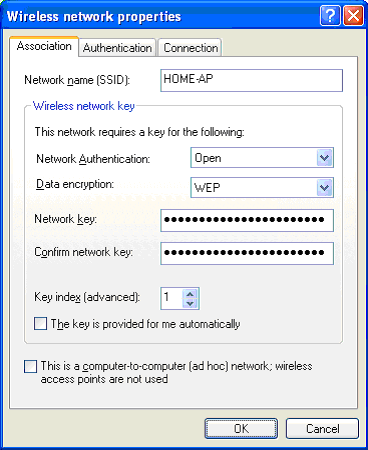 Wireless network properties
Association Authentication Connection
Network name (SSID): HOME-AP
Wireless network key
This network requires a key for the following:
Network Authentication: Open
Data encryption: WEP
Network key: ••••••••••••••••••••••••••
Confirm network key: ••••••••••••••••••••••••••
Key index (advanced): 1
The key is provided for me automatically
This is a computer-to-computer (ad hoc) network; wireless
access points are not used
OK Cancel